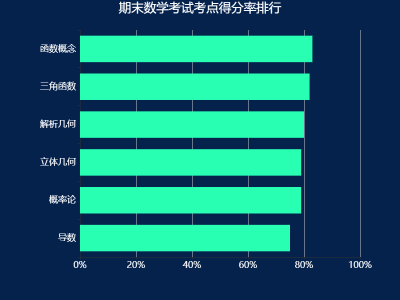 期末数学考试考点得分率排行
函数概念
三角函数
解析几何
立体几何
概率论
导数
0% 20% 40% 60% 80% 100%